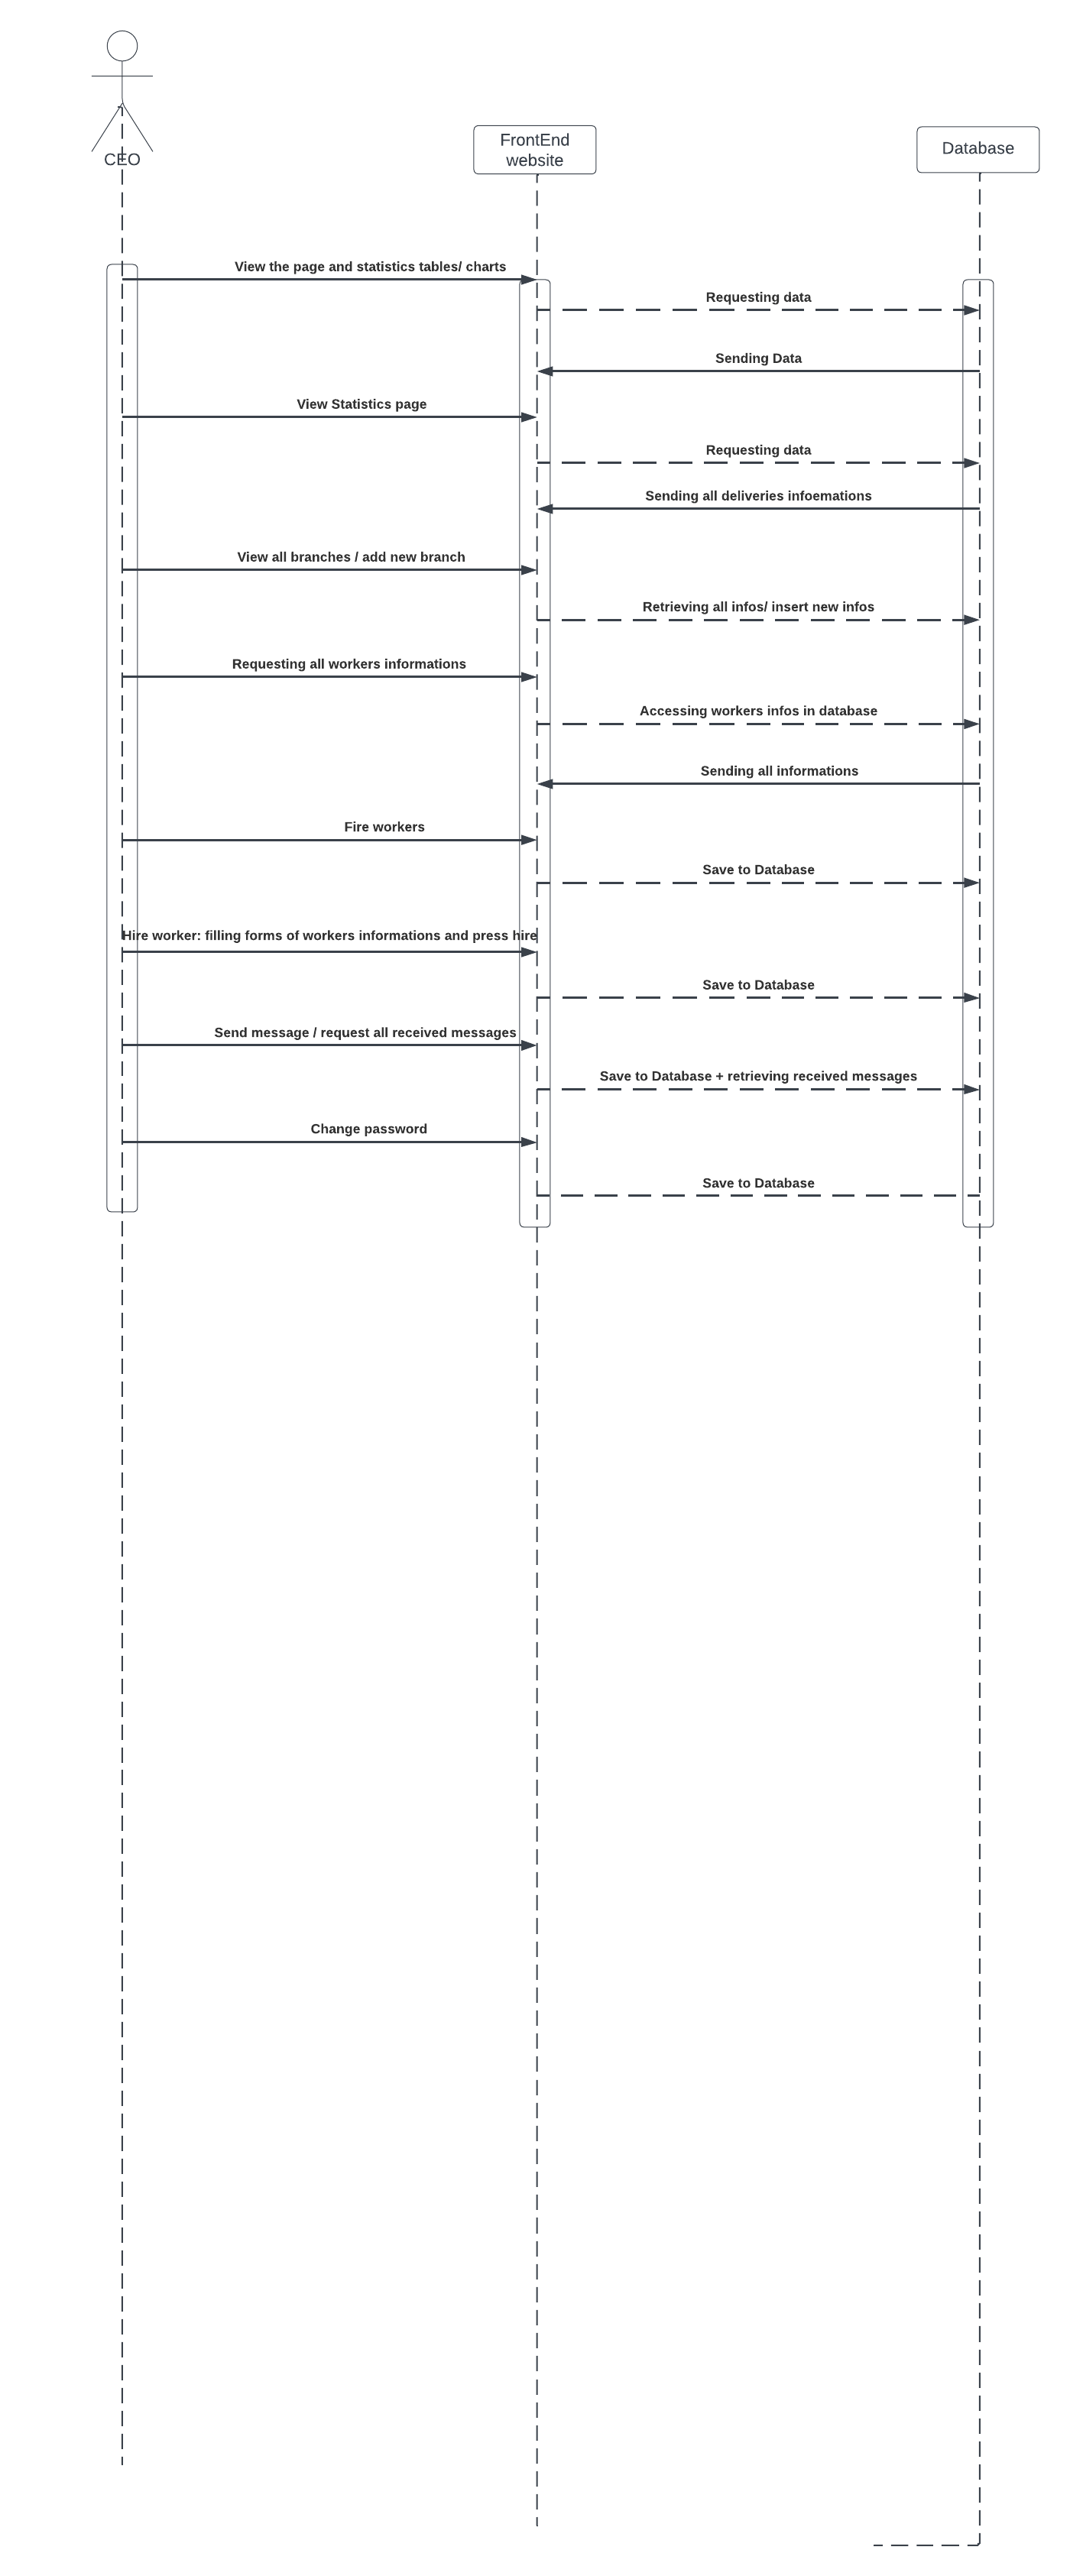 CEO
FrontEnd
website
Database
View the page and statistics tables/ charts
Requesting data
Sending Data
View Statistics page
Requesting data
Sending all deliveries infoemations
View all branches / add new branch
Retrieving all infos/ insert new infos
Requesting all workers informations
Accessing workers infos in database
Sending all informations
Fire workers
Save to Database
Hire worker: filling forms of workers informations and press hire
Save to Database
Send message / request all received messages
Save to Database + retrieving received messages
Change password
Save to Database